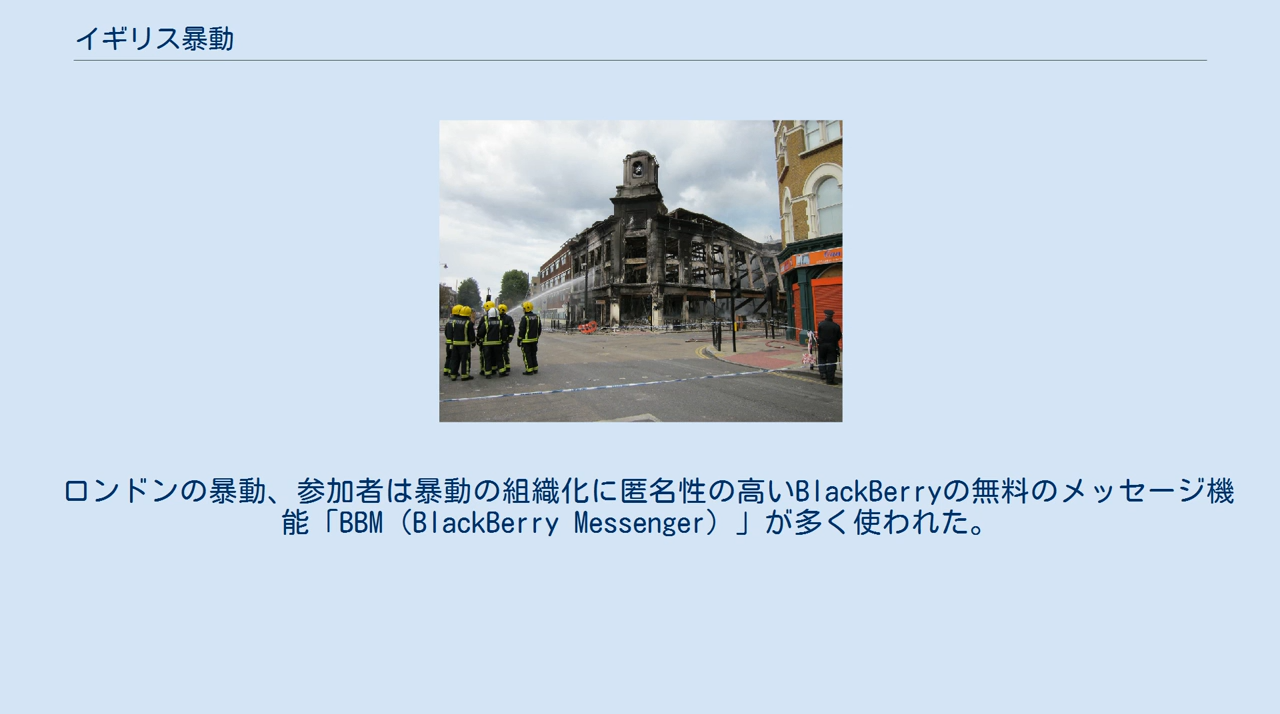 イギリス暴動
ロンドンの暴動、参加者は暴動の組織化に匿名性の高いBlackBerryの無料のメッセージ機
能「BBM（BlackBerry Messenger）」が多く使われた。